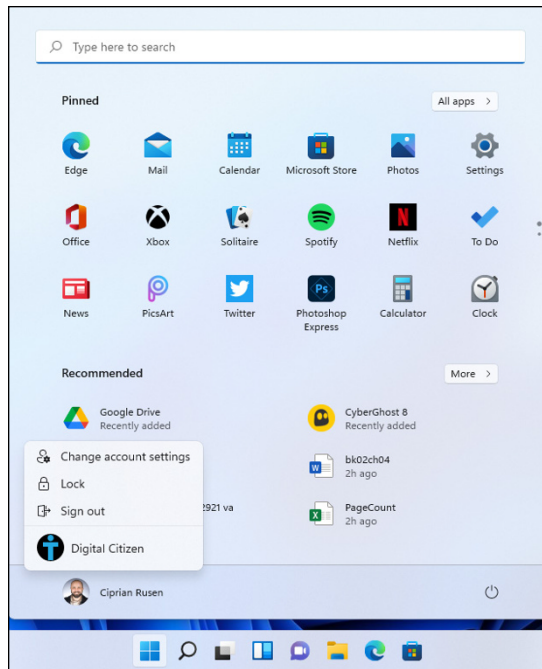 Type here to search
Pinned
All apps >
Edge Mail Calendar Microsoft Store Photos Settings
Office Xbox Solitaire Spotify Netflix To Do
News PicsArt Twitter Photoshop Express Calculator Clock
Recommended
More >
Google Drive
Recently added
CyberGhost 8
Recently added
bk02ch04
2h ago
2921 va
PageCount
2h ago
Change account settings
Lock
Sign out
Digital Citizen
Ciprian Rusen